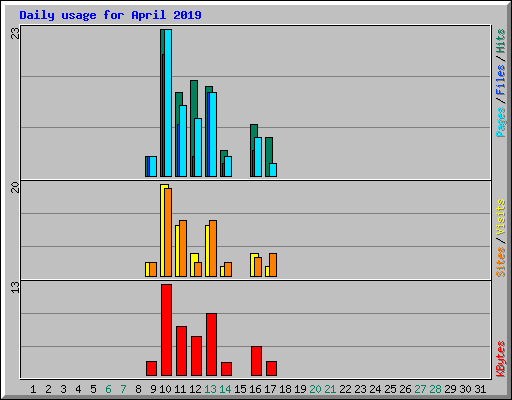 Daily usage for April 2019
23
20
13
Pages / Files / Hits
Sites / Visits
KBytes
1 2 3 4 5 6 7 8 9 10 11 12 13 14 15 16 17 18 19 20 21 22 23 24 25 26 27 28 29 30 31